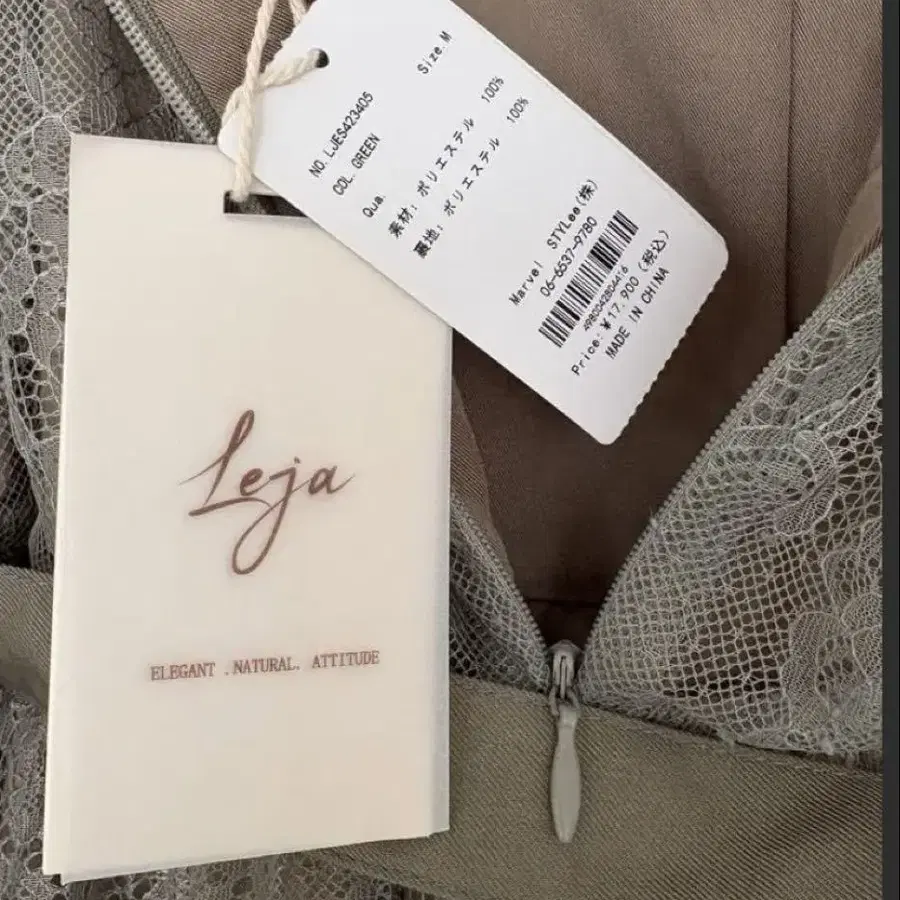 Size.M
NO.LJES423405
COL. GREEN
Qua.
素材: ポリエステル 100%
裏地: ポリエステル 100%
Marvel STYLee(株)
06-6537-9780
4980042804416
Price:￥17.900(税込)
MADE IN CHINA
Leja
ELEGANT .NATURAL. ATTITUDE